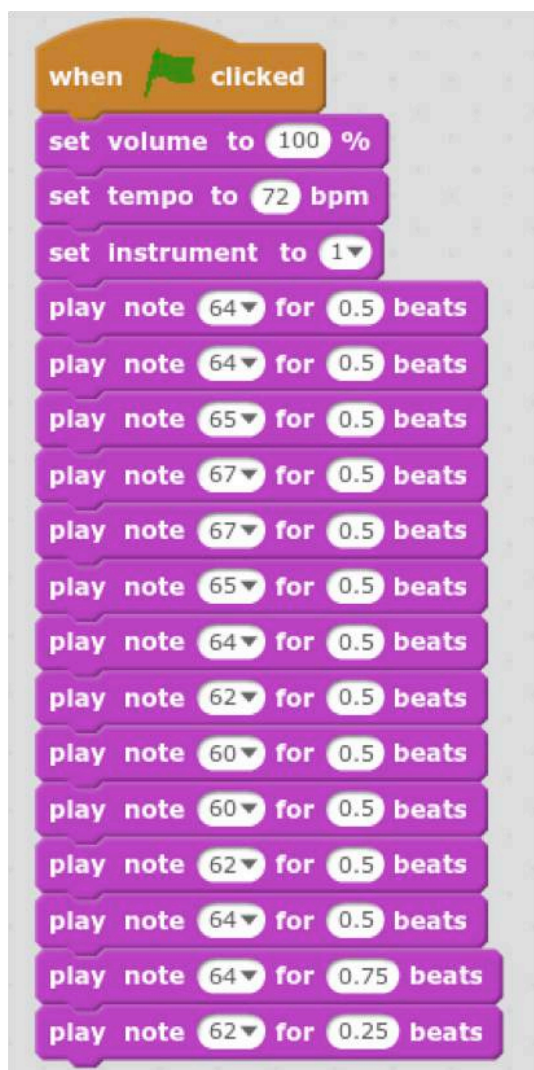 when clicked
set volume to 100 %
set tempo to 72 bpm
set instrument to 1
play note 64 for 0.5 beats
play note 64 for 0.5 beats
play note 65 for 0.5 beats
play note 67 for 0.5 beats
play note 67 for 0.5 beats
play note 65 for 0.5 beats
play note 64 for 0.5 beats
play note 62 for 0.5 beats
play note 60 for 0.5 beats
play note 60 for 0.5 beats
play note 62 for 0.5 beats
play note 64 for 0.5 beats
play note 64 for 0.75 beats
play note 62 for 0.25 beats